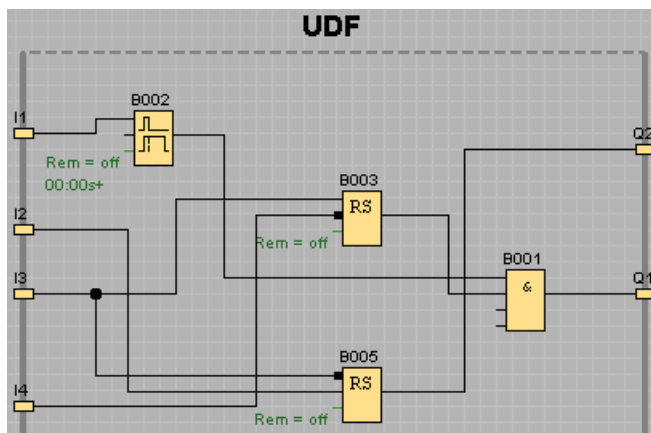 UDF
B002
I1
Q2
Rem = off
00:00s+
B003
RS
I2
Rem = off
B001
I3
&
Q1
B005
RS
I4
Rem = off